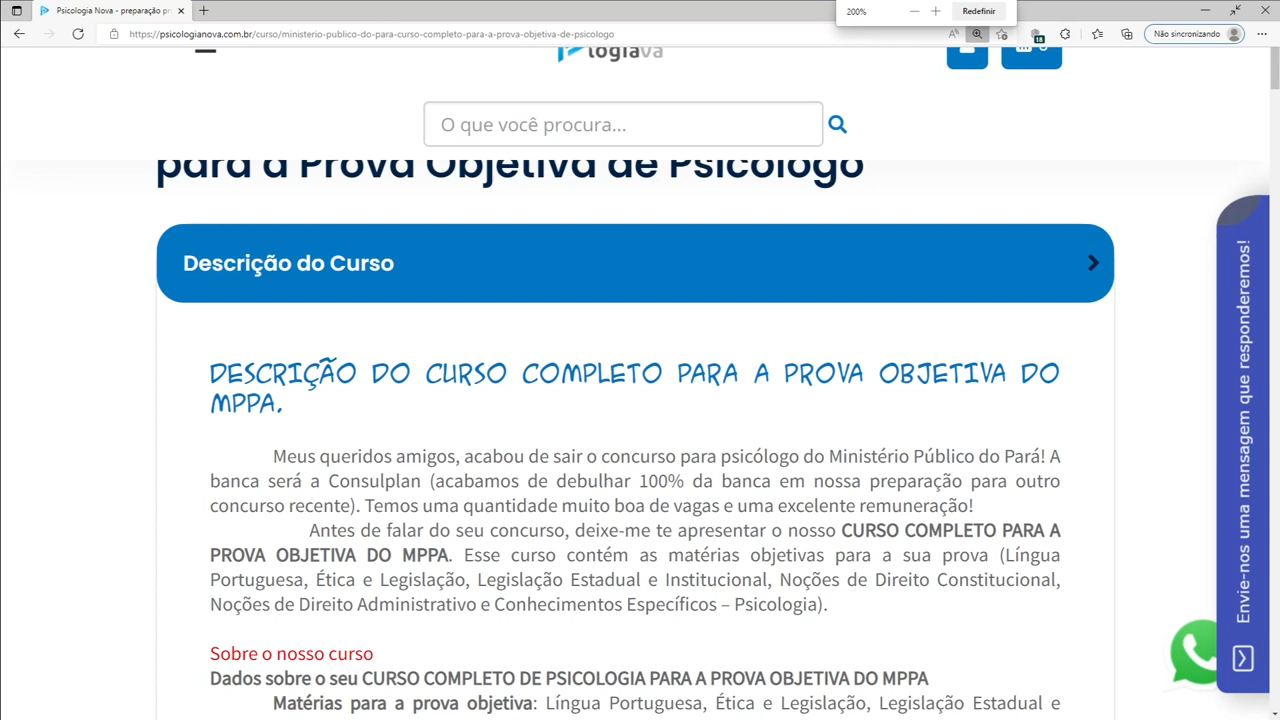 Psicologia Nova - preparação pr
200%
Redefinir
https://psicologianova.com.br/curso/ministerio-publico-do-para-curso-completo-para-a-prova-objetiva-de-psicologo
18
Não sincronizando
O que você procura...
para a Prova Objetiva de Psicólogo
Descrição do Curso
DESCRIÇÃO DO CURSO COMPLETO PARA A PROVA OBJETIVA DO
MPPA.
Meus queridos amigos, acabou de sair o concurso para psicólogo do Ministério Público do Pará! A
banca será a Consulplan (acabamos de debulhar 100% da banca em nossa preparação para outro
concurso recente). Temos uma quantidade muito boa de vagas e uma excelente remuneração!
Antes de falar do seu concurso, deixe-me te apresentar o nosso CURSO COMPLETO PARA A
PROVA OBJETIVA DO MPPA. Esse curso contém as matérias objetivas para a sua prova (Língua
Portuguesa, Ética e Legislação, Legislação Estadual e Institucional, Noções de Direito Constitucional,
Noções de Direito Administrativo e Conhecimentos Específicos – Psicologia).
Sobre o nosso curso
Dados sobre o seu CURSO COMPLETO DE PSICOLOGIA PARA A PROVA OBJETIVA DO MPPA
Matérias para a prova objetiva: Língua Portuguesa, Ética e Legislação, Legislação Estadual e
Envie-nos uma mensagem que responderemos!